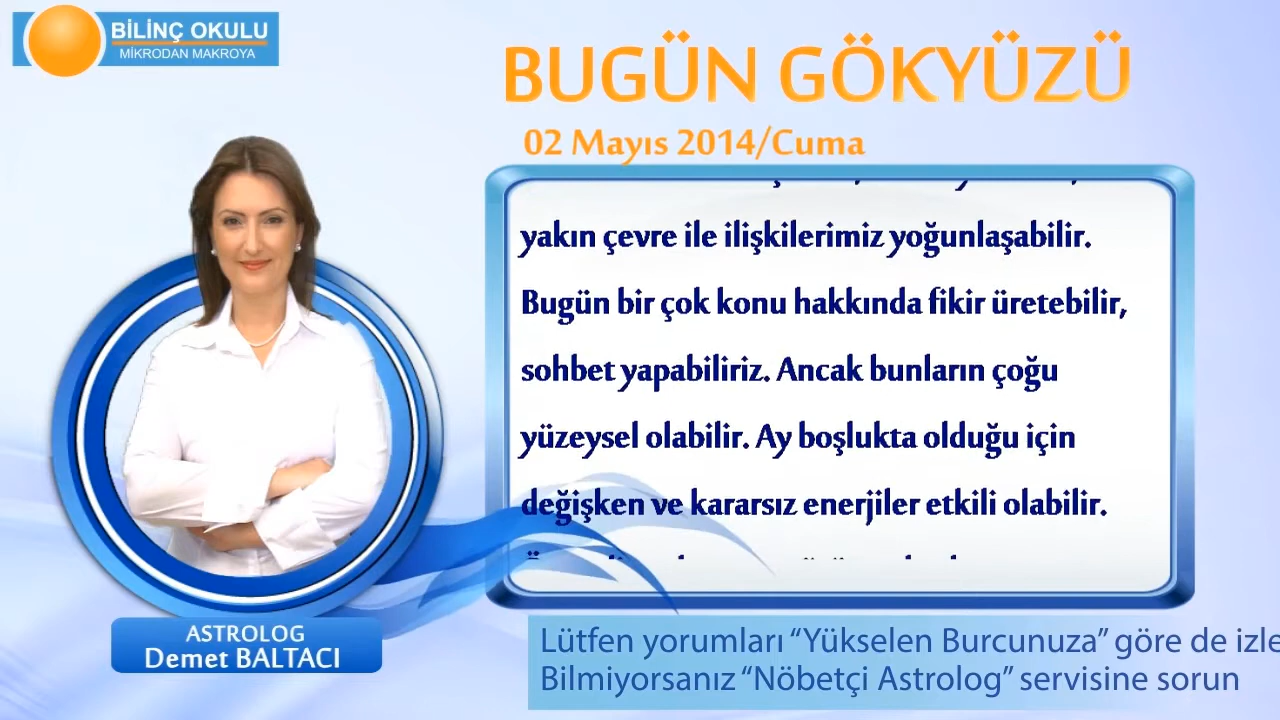 BİLİNÇ OKULU
MİKRODAN MAKROYA
BUGÜN GÖKYÜZÜ
02 Mayıs 2014/Cuma
yakın çevre ile ilişkilerimiz yoğunlaşabilir.
Bugün bir çok konu hakkında fikir üretebilir,
sohbet yapabiliriz. Ancak bunların çoğu
yüzeysel olabilir. Ay boşlukta olduğu için
değişken ve kararsız enerjiler etkili olabilir.
ASTROLOG
Demet BALTACI
Lütfen yorumları “Yükselen Burcunuza” göre de izle
Bilmiyorsanız “Nöbetçi Astrolog” servisine sorun